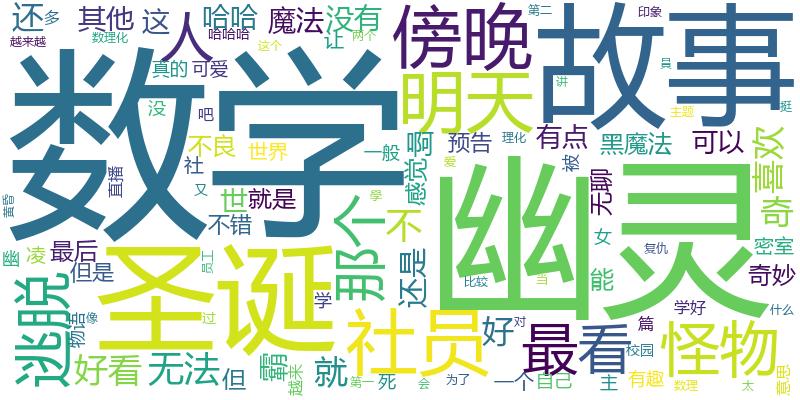 还 多 其他 这 哈哈 魔法 没有 傍晚 第二 印象
越来越 数理化 人 哈哈哈 让 这个 两个 故事 讲 挺
数学 真的 可爱 明天 主题
没 吧 不良 世界 一般 感觉 啊 预告 有点 理化 黑魔法 可以 喜欢
直播 社 又 世 就是 那个 不 爱 被 无聊 奇
黄昏 學 幽灵 女 密室
幽 凌 最后 不错 员工 还是 能 复仇 奇妙
逃脱 但是 圣诞 过 学 比较 当 学好 什么
物语 像 社员 好 对 最 看 篇 怪物
好看 无法 但 霸 越来 就 第一 死 会 为了 一个 自己 主 校园 有趣 数理 太 意思
員